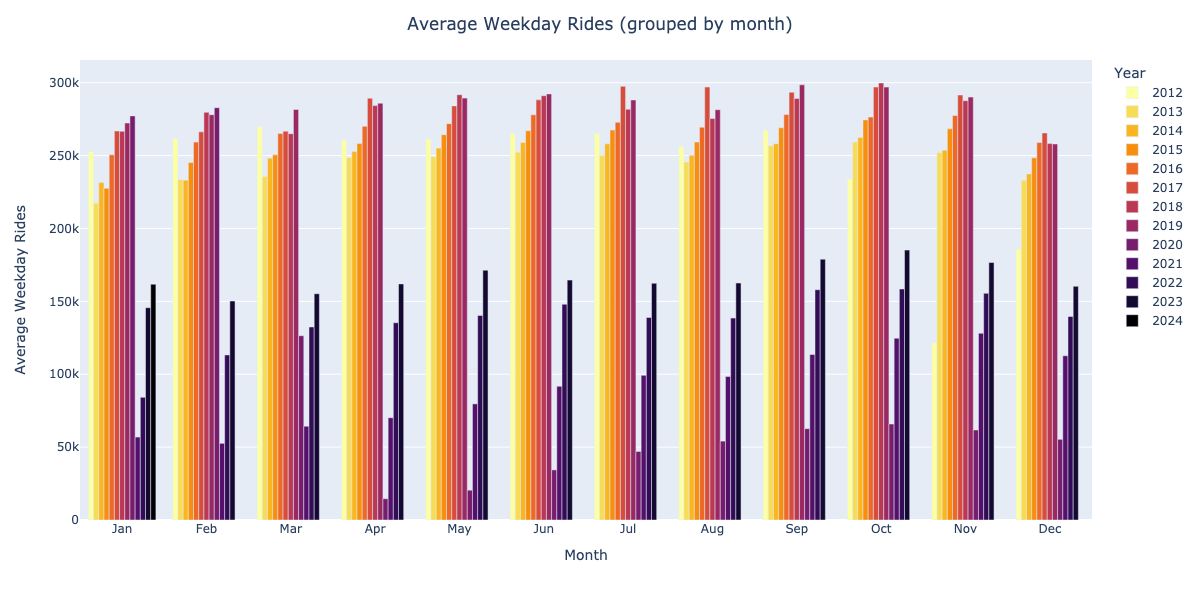 Average Weekday Rides (grouped by month)
300k
250k
200k
150k
100k
50k
0
Average Weekday Rides
Jan Feb Mar Apr May Jun Jul Aug Sep Oct Nov Dec
Month
Year
2012
2013
2014
2015
2016
2017
2018
2019
2020
2021
2022
2023
2024